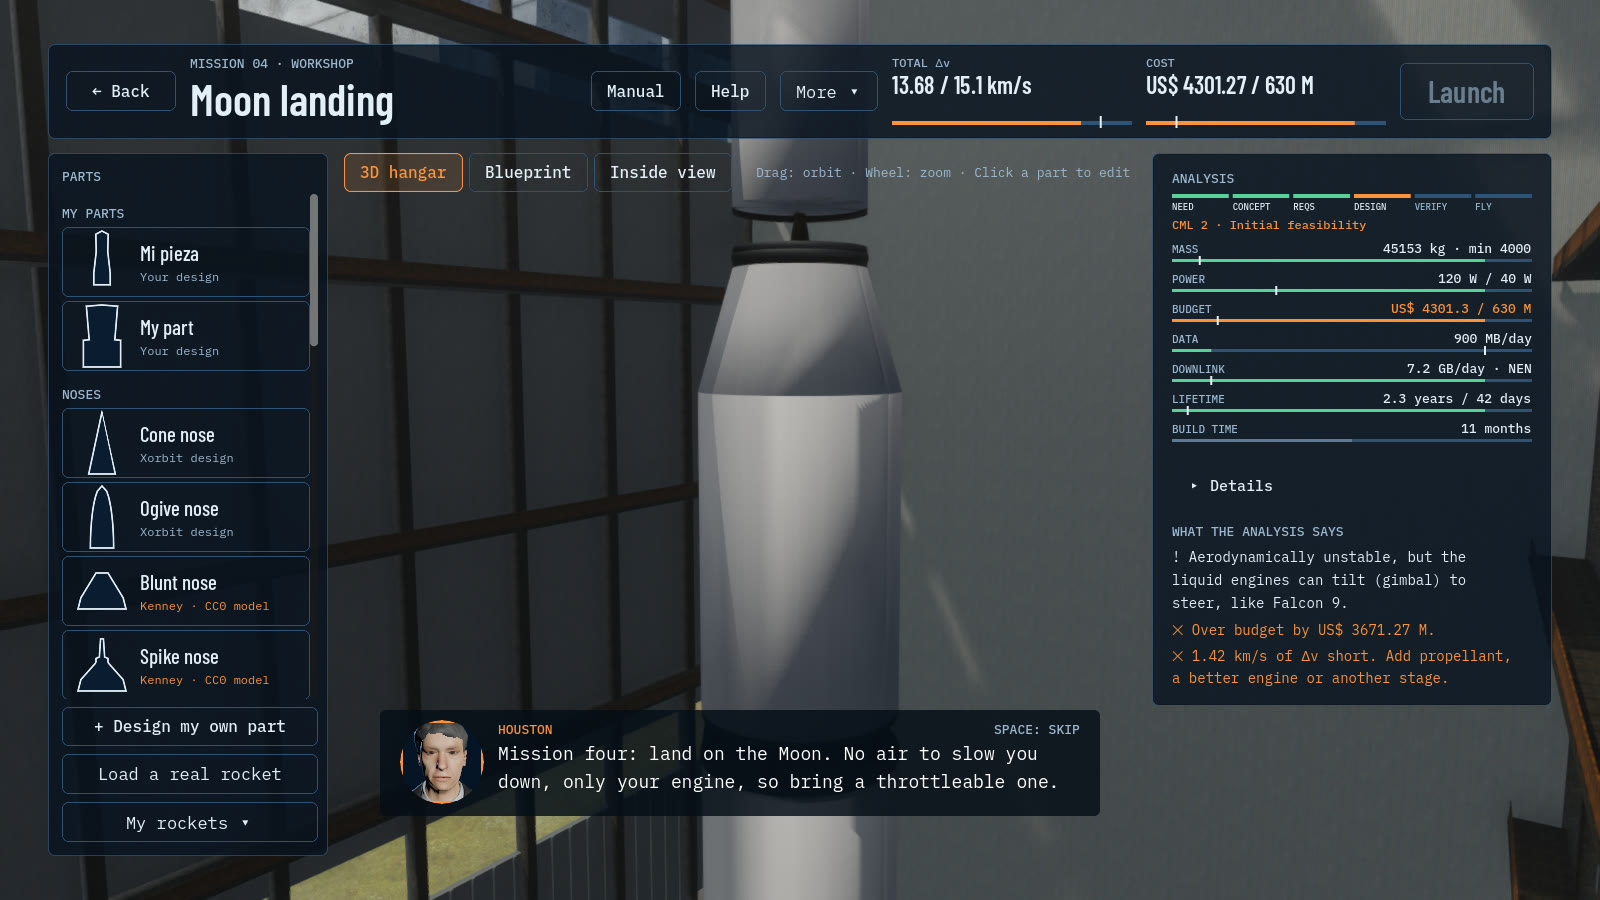 ← Back
MISSION 04 · WORKSHOP
Moon landing
Manual
Help
More ▾
TOTAL Δv
13.68 / 15.1 km/s
COST
US$ 4301.27 / 630 M
Launch
PARTS
MY PARTS
Mi pieza
Your design
My part
Your design
NOSES
Cone nose
Xorbit design
Ogive nose
Xorbit design
Blunt nose
Kenney · CC0 model
Spike nose
Kenney · CC0 model
+ Design my own part
Load a real rocket
My rockets ▾
3D hangar
Blueprint
Inside view
Drag: orbit · Wheel: zoom · Click a part to edit
ANALYSIS
NEED CONCEPT REQS DESIGN VERIFY FLY
CML 2 · Initial feasibility
MASS 45153 kg · min 4000
POWER 120 W / 40 W
BUDGET US$ 4301.3 / 630 M
DATA 900 MB/day
DOWNLINK 7.2 GB/day · NEN
LIFETIME 2.3 years / 42 days
BUILD TIME 11 months
▸ Details
WHAT THE ANALYSIS SAYS
! Aerodynamically unstable, but the
liquid engines can tilt (gimbal) to
steer, like Falcon 9.
× Over budget by US$ 3671.27 M.
× 1.42 km/s of Δv short. Add propellant,
a better engine or another stage.
HOUSTON
SPACE: SKIP
Mission four: land on the Moon. No air to slow you
down, only your engine, so bring a throttleable one.